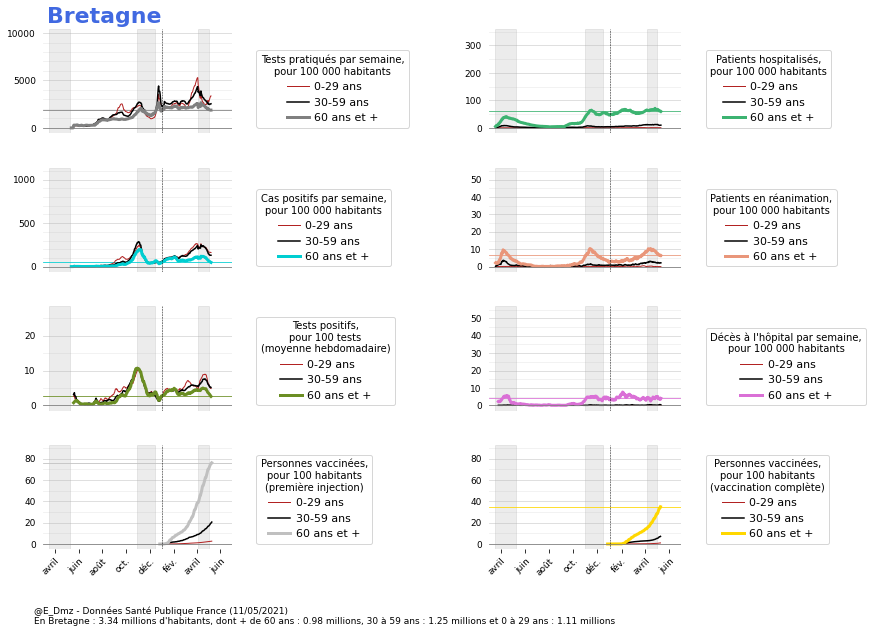 Bretagne
10000
5000
0
Tests pratiqués par semaine,
pour 100 000 habitants
0-29 ans
30-59 ans
60 ans et +
300
200
100
0
Patients hospitalisés,
pour 100 000 habitants
0-29 ans
30-59 ans
60 ans et +
1000
500
0
Cas positifs par semaine,
pour 100 000 habitants
0-29 ans
30-59 ans
60 ans et +
50
40
30
20
10
0
Patients en réanimation,
pour 100 000 habitants
0-29 ans
30-59 ans
60 ans et +
20
10
0
Tests positifs,
pour 100 tests
(moyenne hebdomadaire)
0-29 ans
30-59 ans
60 ans et +
50
40
30
20
10
0
Décès à l'hôpital par semaine,
pour 100 000 habitants
0-29 ans
30-59 ans
60 ans et +
80
60
40
20
0
avril juin août oct. déc. fév. avril juin
Personnes vaccinées,
pour 100 habitants
(première injection)
0-29 ans
30-59 ans
60 ans et +
80
60
40
20
0
avril juin août oct. déc. fév. avril juin
Personnes vaccinées,
pour 100 habitants
(vaccination complète)
0-29 ans
30-59 ans
60 ans et +
@E_Dmz - Données Santé Publique France (11/05/2021)
En Bretagne : 3.34 millions d'habitants, dont + de 60 ans : 0.98 millions, 30 à 59 ans : 1.25 millions et 0 à 29 ans : 1.11 millions